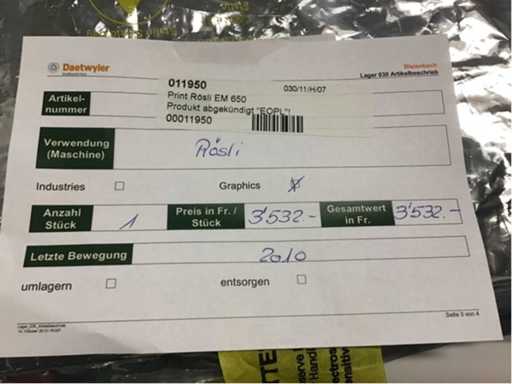 Daetwyler
Bleienbach
Lager 030 Artikelbeschrieb
011950
030/11/H/07
Print Rösli EM 650
Produkt abgekündigt "EOPL"!
00011950
Artikel-
nummer
Verwendung
(Maschine)
Rösli
Industries
Graphics
Anzahl
Stück
1
Preis in Fr. /
Stück
3'532.-
Gesamtwert
in Fr.
3'532.-
Letzte Bewegung
2010
umlagern
entsorgen
Seite 5 von 4